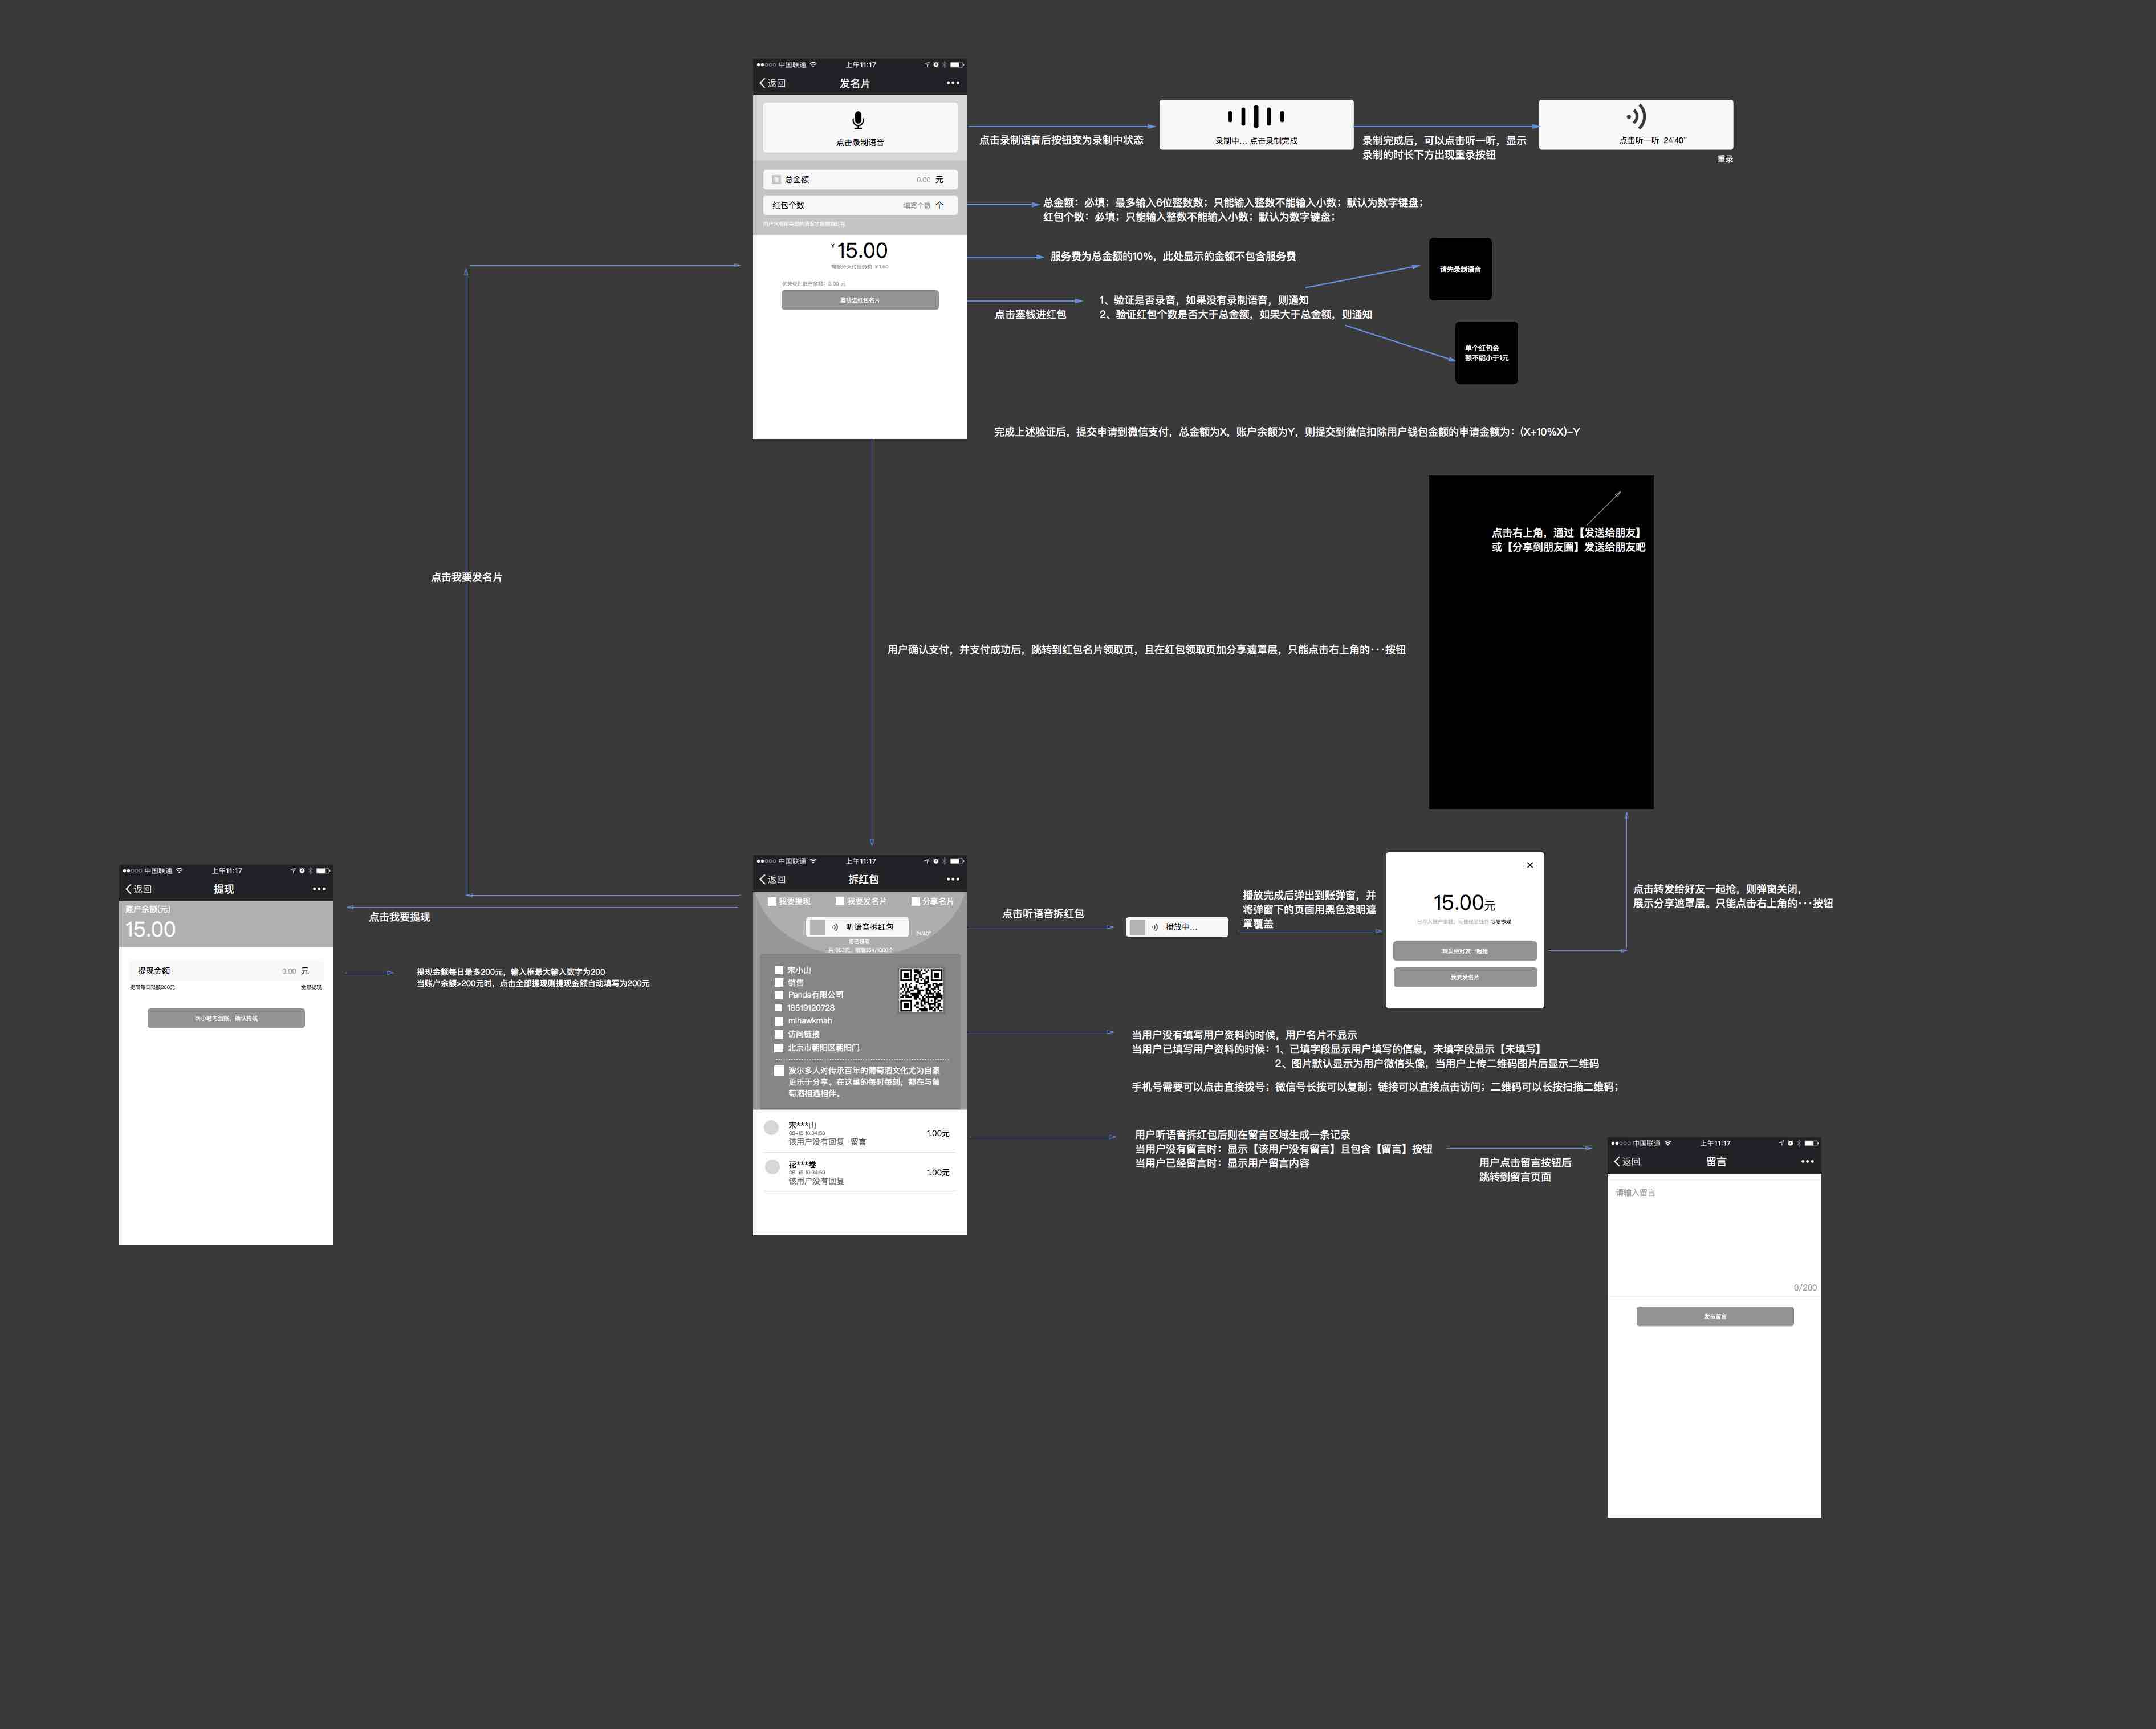 中国联通
上午11:17
返回
发名片
点击录制语音
总金额 0.00 元
红包个数 填写个数 个
¥15.00
需额外支付服务费 ¥1.50
优先使用账户余额：5.00 元
塞钱进红包名片
点击录制语音后按钮变为录制中状态
录制中... 点击录制完成
录制完成后，可以点击听一听，显示
录制的时长下方出现重录按钮
点击听一听 24'40"
重录
总金额：必填；最多输入6位整数数；只能输入整数不能输入小数；默认为数字键盘；
红包个数：必填；只能输入整数不能输入小数；默认为数字键盘；
服务费为总金额的10%，此处显示的金额不包含服务费
点击塞钱进红包
1、验证是否录音，如果没有录制语音，则通知
2、验证红包个数是否大于总金额，如果大于总金额，则通知
请先录制语音
单个红包金
额不能小于1元
完成上述验证后，提交申请到微信支付，总金额为X，账户余额为Y，则提交到微信扣除用户钱包金额的申请金额为：(X+10%X)-Y
点击右上角，通过【发送给朋友】
或【分享到朋友圈】发送给朋友吧
点击我要发名片
用户确认支付，并支付成功后，跳转到红包名片领取页，且在红包领取页加分享遮罩层，只能点击右上角的···按钮
中国联通
上午11:17
返回
提现
账户余额(元)
15.00
提现金额 0.00 元
提现每日限额200元 全部提现
两小时内到账，确认提现
点击我要提现
提现金额每日最多200元，输入框最大输入数字为200
当账户余额>200元时，点击全部提现则提现金额自动填写为200元
中国联通
上午11:17
返回
拆红包
我要提现 我要发名片 分享名片
听语音拆红包
24'40"
宋小山
销售
Panda有限公司
18519120728
mlhawkmah
访问链接
北京市朝阳区朝阳门
波尔多人对传承百年的葡萄酒文化尤为自豪
更乐于分享。在这里的每时每刻，都在与葡
萄酒相遇相伴。
宋***山
08-15 10:34:50
该用户没有回复 留言
1.00元
花***卷
08-15 10:34:50
该用户没有回复
1.00元
点击听语音拆红包
播放中...
播放完成后弹出到账弹窗，并
将弹窗下的页面用黑色透明遮
罩覆盖
15.00元
已存入账户余额，可提现至微信 我要提现
转发给好友一起抢
我要发名片
点击转发给好友一起抢，则弹窗关闭，
展示分享遮罩层。只能点击右上角的···按钮
当用户没有填写用户资料的时候，用户名片不显示
当用户已填写用户资料的时候：1、已填字段显示用户填写的信息，未填字段显示【未填写】
2、图片默认显示为用户微信头像，当用户上传二维码图片后显示二维码
手机号需要可以点击直接拨号；微信号长按可以复制；链接可以直接点击访问；二维码可以长按扫描二维码；
用户听语音拆红包后则在留言区域生成一条记录
当用户没有留言时：显示【该用户没有留言】且包含【留言】按钮
当用户已经留言时：显示用户留言内容
用户点击留言按钮后
跳转到留言页面
中国联通
上午11:17
返回
留言
请输入留言
0/200
发布留言